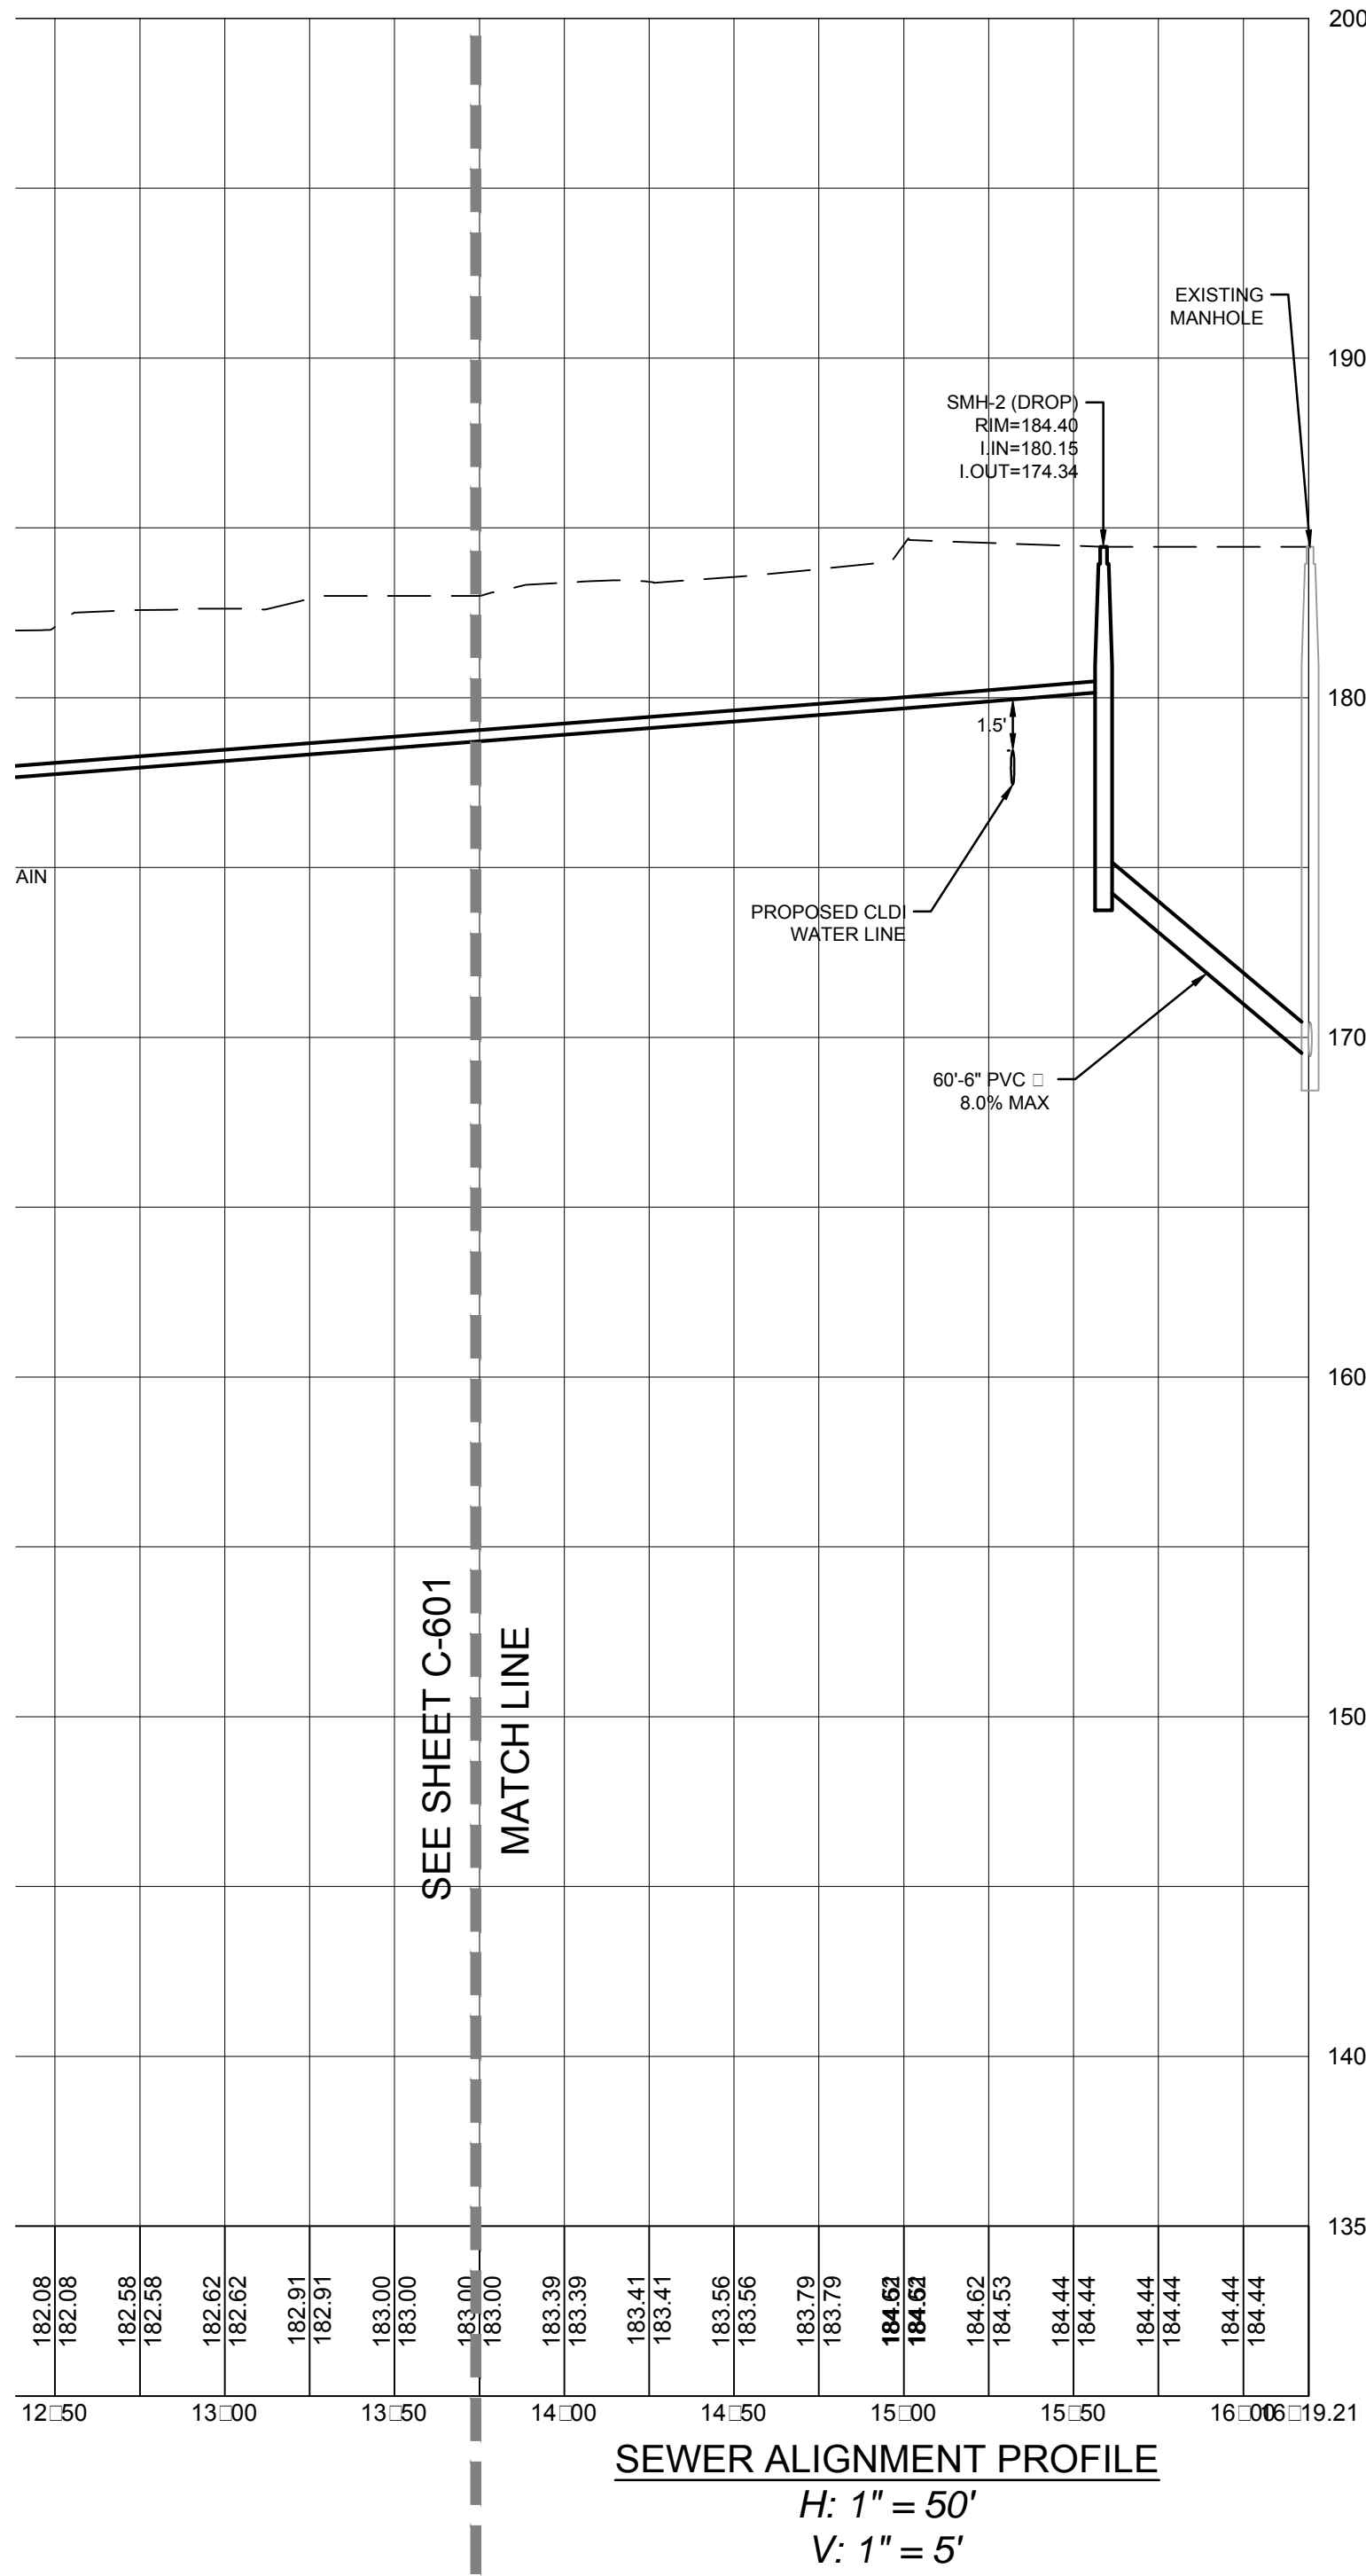 200
EXISTING
MANHOLE
190
SMH-2 (DROP)
RIM=184.40
I.IN=180.15
I.OUT=174.34
180
1.5'
AIN
PROPOSED CLDI
WATER LINE
170
60'-6" PVC □
8.0% MAX
160
SEE SHEET C-601
MATCH LINE
150
140
135
182.08
182.08
182.58
182.58
182.62
182.62
182.91
182.91
183.00
183.00
183.00
183.00
183.39
183.39
183.41
183.41
183.56
183.56
183.79
183.79
184.62
184.53
184.44
184.44
184.44
184.44
184.44
184.44
12□50
13□00
13□50
14□00
14□50
15□00
15□50
16□00
16□19.21
SEWER ALIGNMENT PROFILE
H: 1" = 50'
V: 1" = 5'